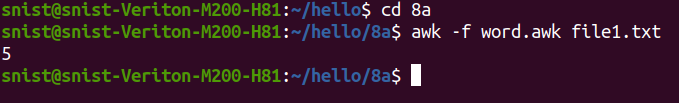 snist@snist-Veriton-M200-H81:~/hello$ cd 8a
snist@snist-Veriton-M200-H81:~/hello/8a$ awk -f word.awk file1.txt
5
snist@snist-Veriton-M200-H81:~/hello/8a$